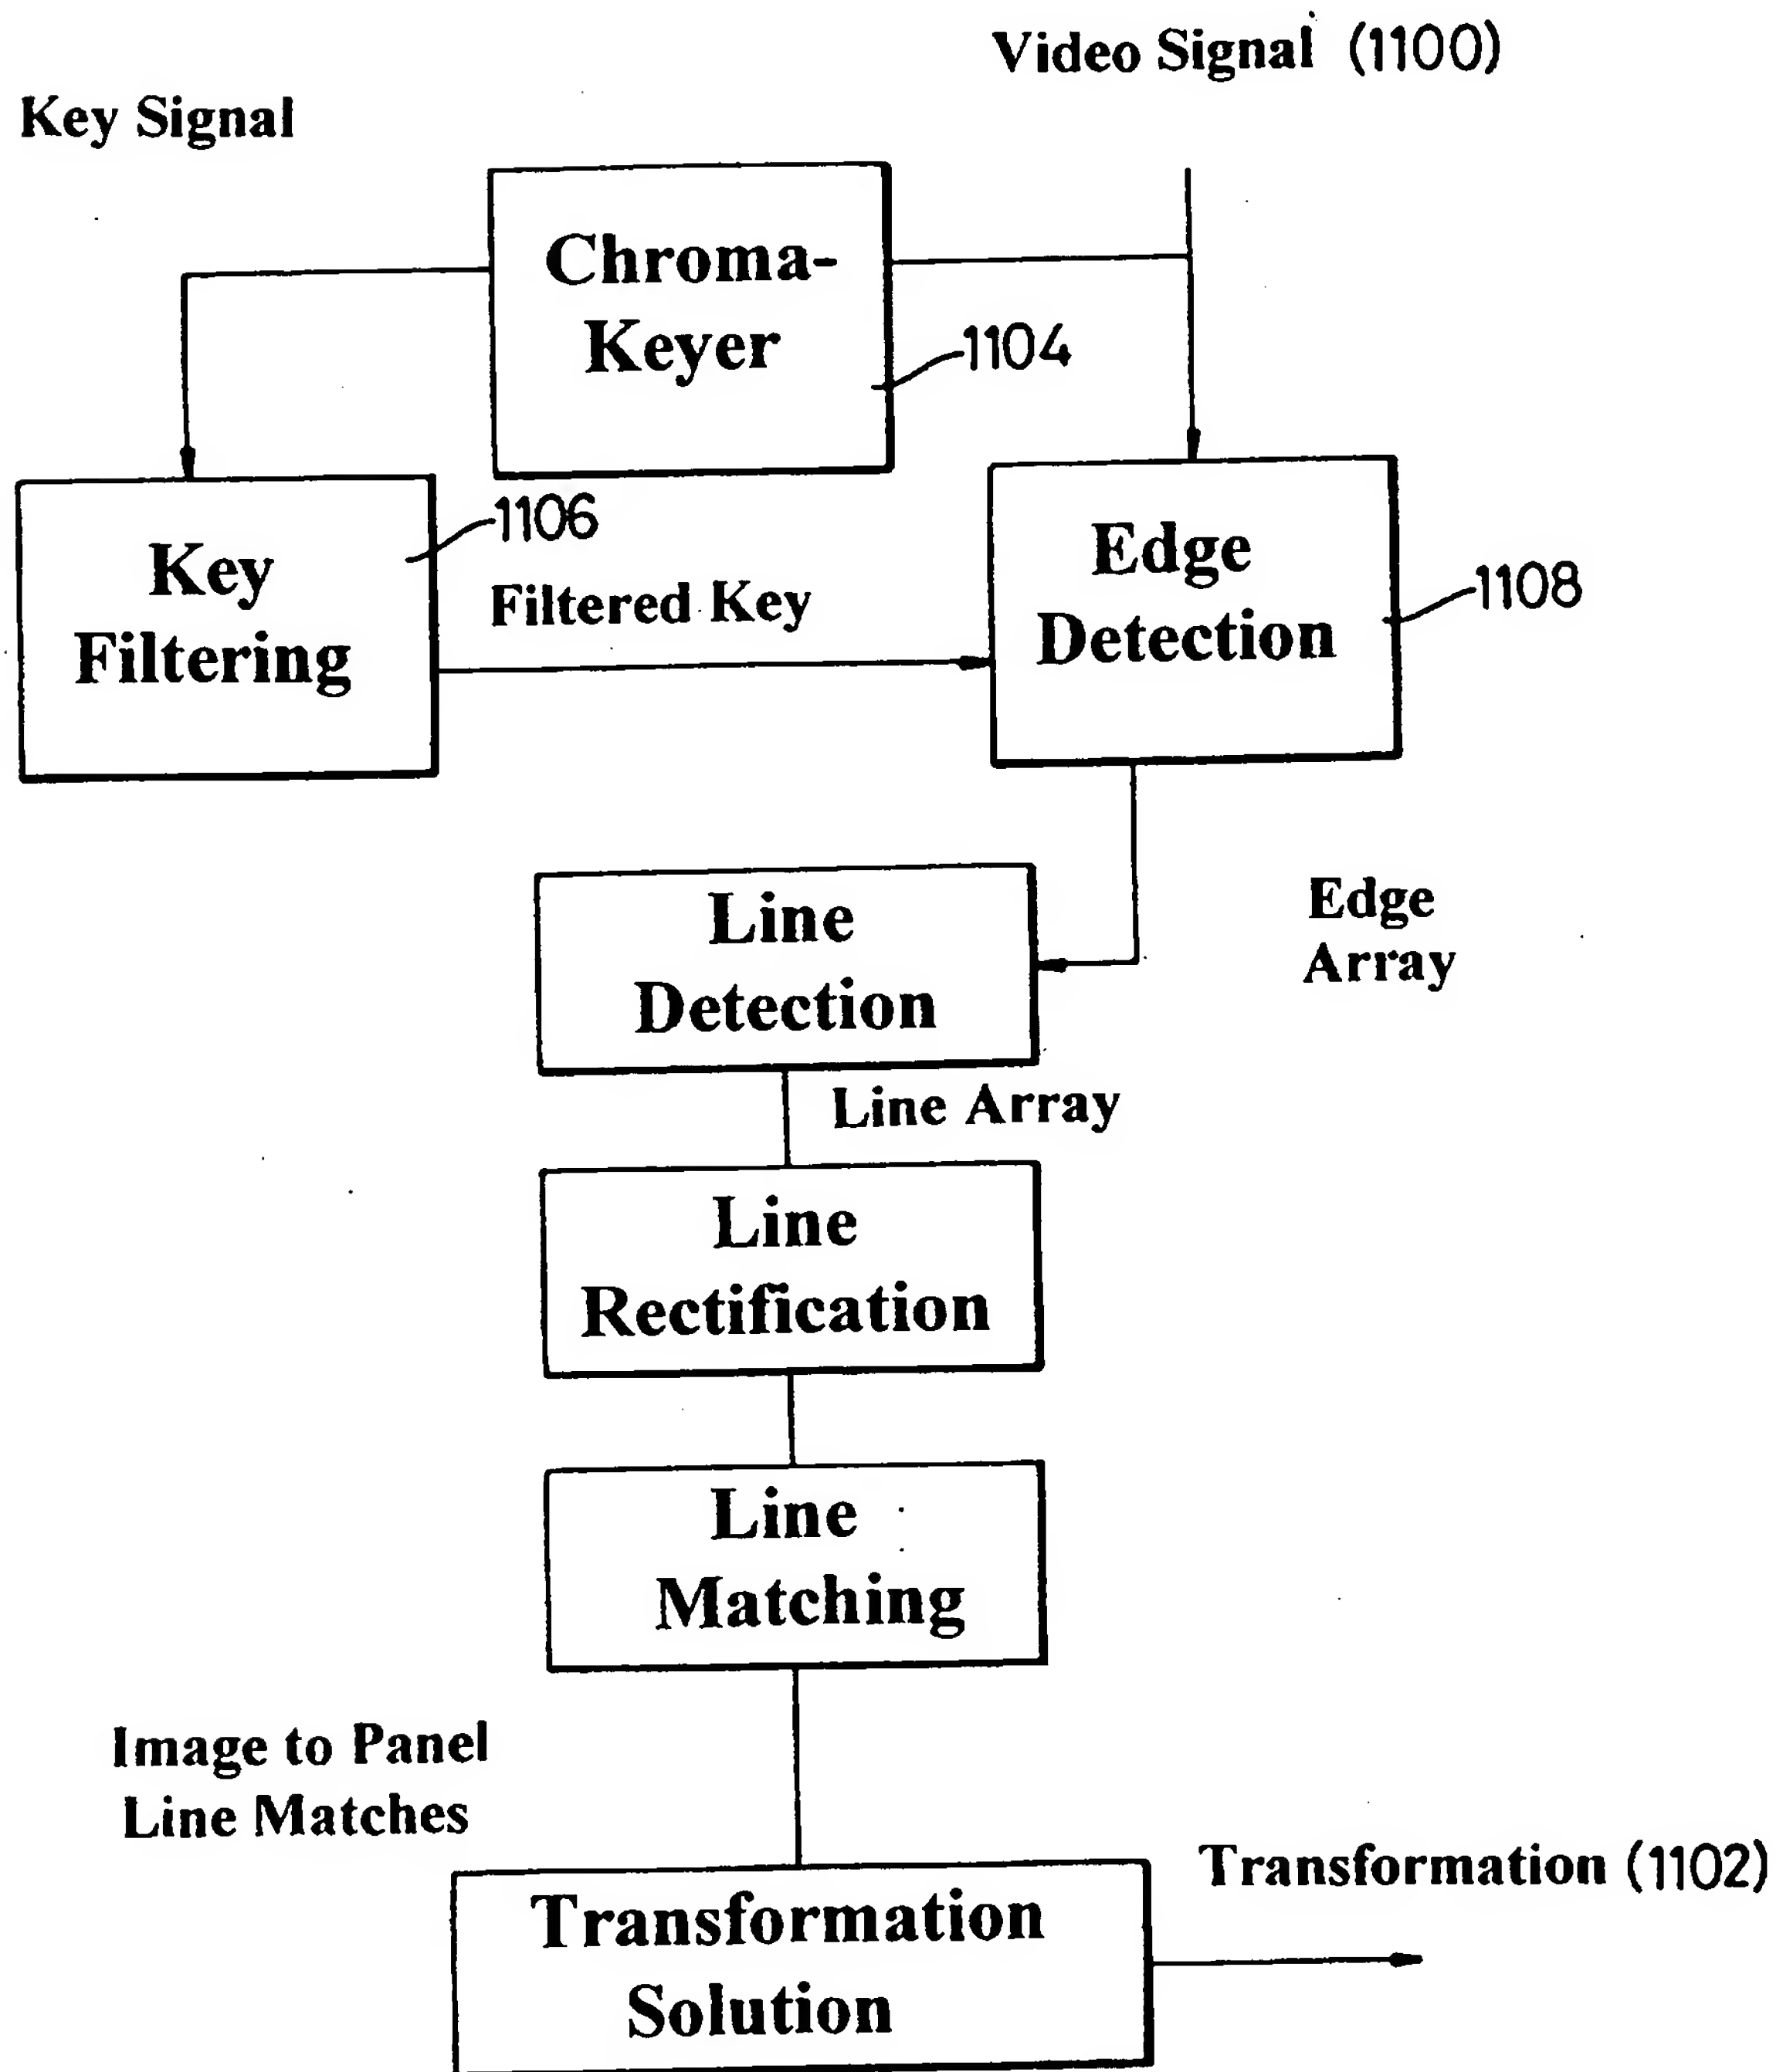 Video Signal (1100)
Key Signal
Chroma-
Keyer
1104
1106
Key
Filtering
Filtered Key
Edge
Detection
1108
Edge
Array
Line
Detection
Line Array
Line
Rectification
Line
Matching
Image to Panel
Line Matches
Transformation (1102)
Transformation
Solution